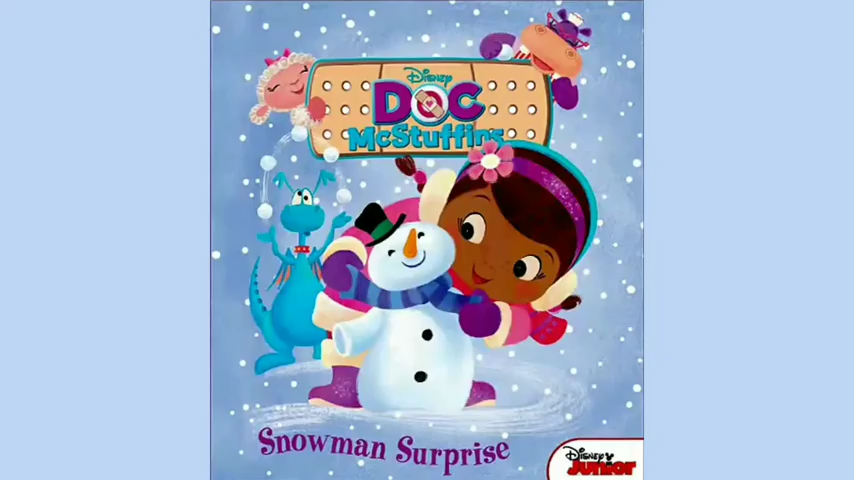 Disney
DOC
McStuffins
Snowman Surprise
Disney
Junior